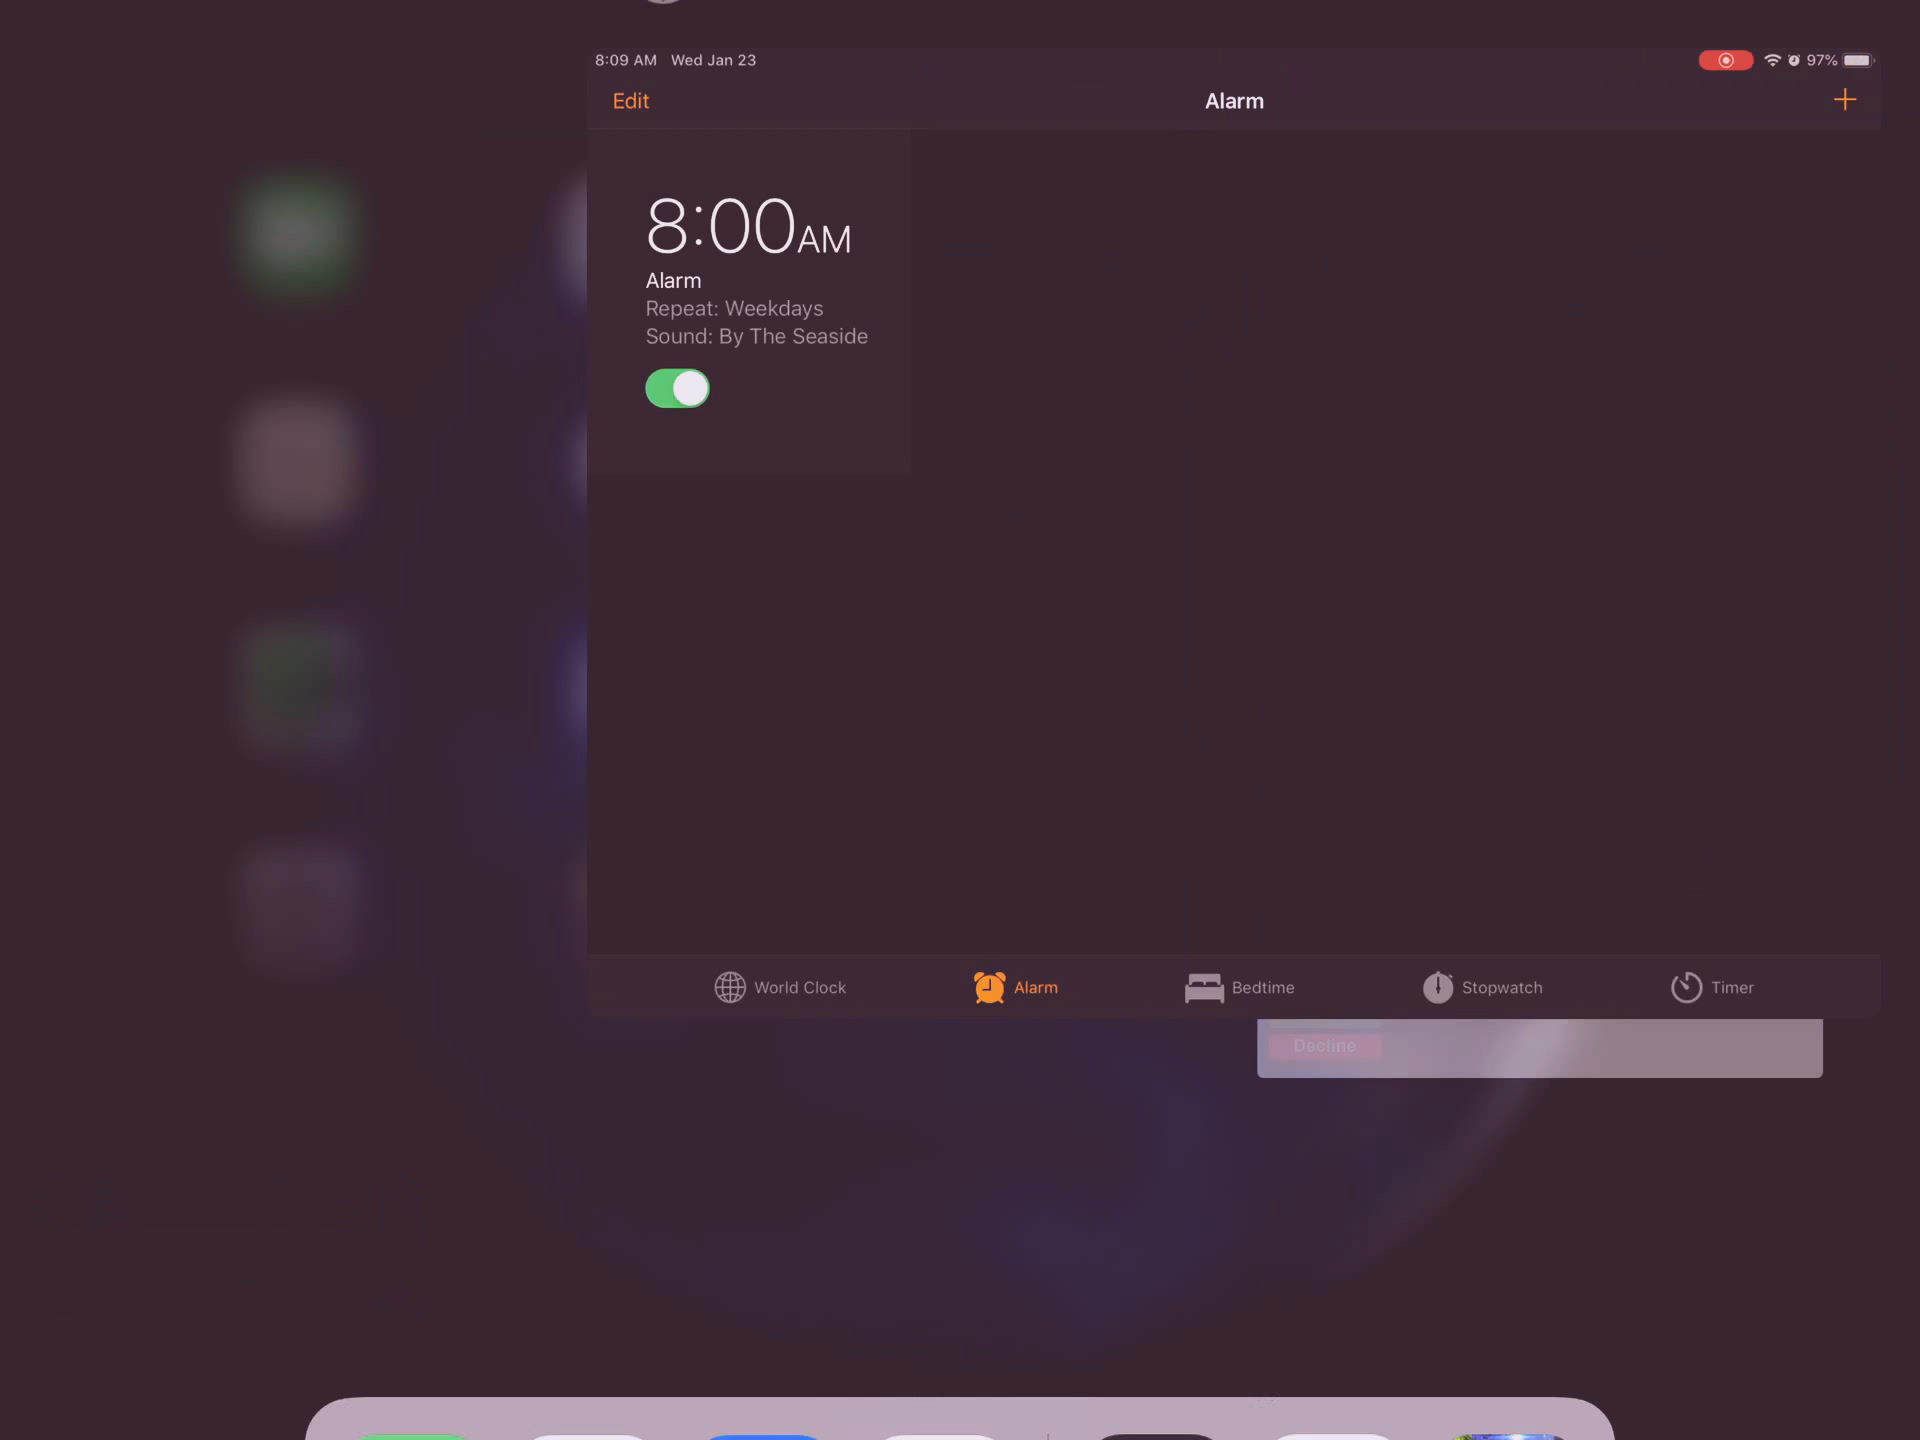 8:09 AM Wed Jan 23
97%
Edit
Alarm
8:00AM
Alarm
Repeat: Weekdays
Sound: By The Seaside
World Clock
Alarm
Bedtime
Stopwatch
Timer
Decline